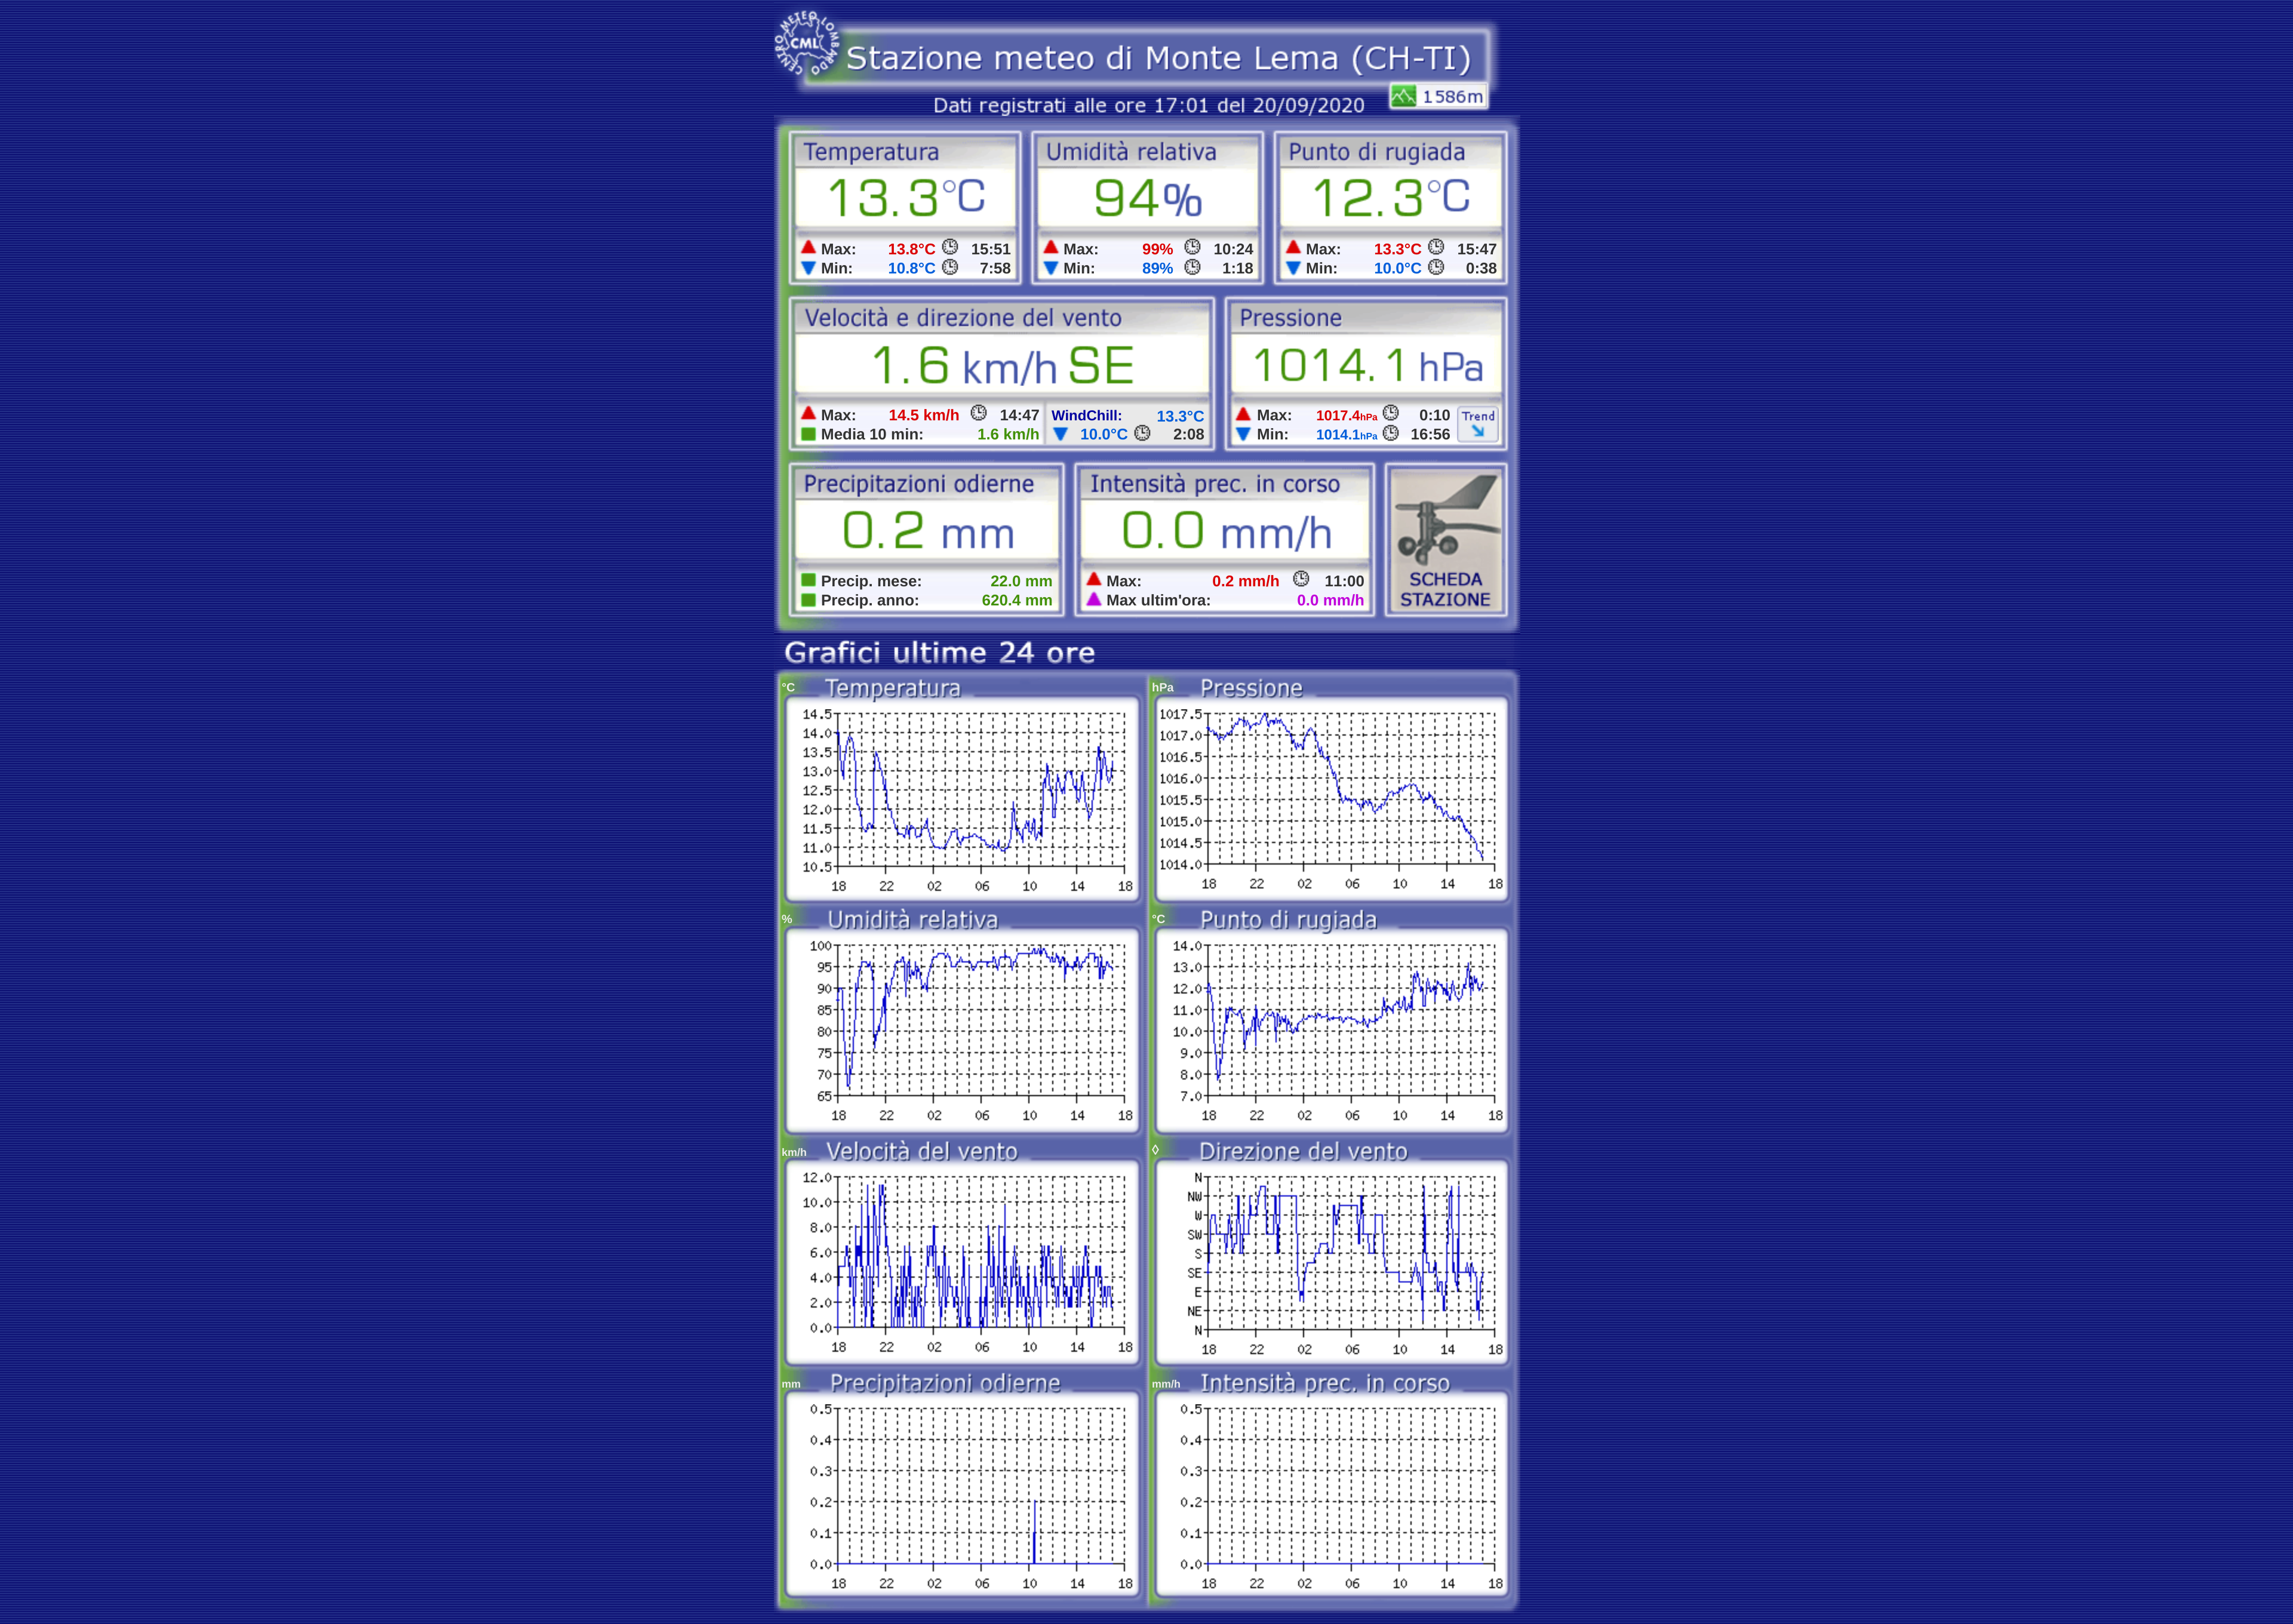 CENTRO METEO LOMBARDO
CML
Stazione meteo di Monte Lema (CH-TI)
Dati registrati alle ore 17:01 del 20/09/2020
1586m
Temperatura Umidità relativa Punto di rugiada
13.3°C 94% 12.3°C
Max: 13.8°C 15:51 Max: 99% 10:24 Max: 13.3°C 15:47
Min: 10.8°C 7:58 Min: 89% 1:18 Min: 10.0°C 0:38
Velocità e direzione del vento Pressione
1.6 km/h SE 1014.1 hPa
Max: 14.5 km/h 14:47 WindChill: 13.3°C Max: 1017.4hPa 0:10 Trend
Media 10 min: 1.6 km/h 10.0°C 2:08 Min: 1014.1hPa 16:56
Precipitazioni odierne Intensità prec. in corso
0.2 mm 0.0 mm/h
Precip. mese: 22.0 mm Max: 0.2 mm/h 11:00 SCHEDA
Precip. anno: 620.4 mm Max ultim'ora: 0.0 mm/h STAZIONE
Grafici ultime 24 ore
°C Temperatura
14.5
14.0
13.5
13.0
12.5
12.0
11.5
11.0
10.5
18 22 02 06 10 14 18
hPa Pressione
1017.5
1017.0
1016.5
1016.0
1015.5
1015.0
1014.5
1014.0
18 22 02 06 10 14 18
% Umidità relativa
100
95
90
85
80
75
70
65
18 22 02 06 10 14 18
°C Punto di rugiada
14.0
13.0
12.0
11.0
10.0
9.0
8.0
7.0
18 22 02 06 10 14 18
km/h Velocità del vento
12.0
10.0
8.0
6.0
4.0
2.0
0.0
18 22 02 06 10 14 18
◊ Direzione del vento
N
NW
W
SW
S
SE
E
NE
N
18 22 02 06 10 14 18
mm Precipitazioni odierne
0.5
0.4
0.3
0.2
0.1
0.0
18 22 02 06 10 14 18
mm/h Intensità prec. in corso
0.5
0.4
0.3
0.2
0.1
0.0
18 22 02 06 10 14 18